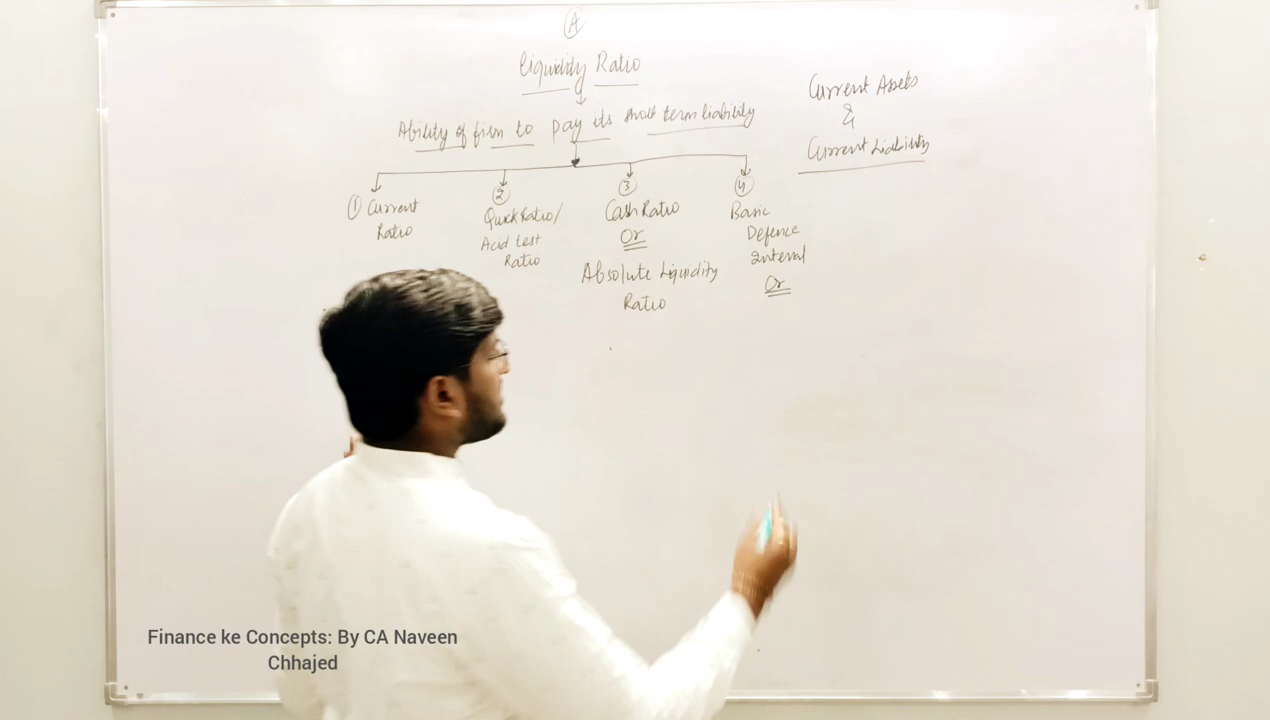 A
Liquidity Ratio
Ability of firm to pay its short term liability
Current Assets
&
Current Liability
① Current
Ratio
②
Quick Ratio/
Acid test
Ratio
③
Cash Ratio
Or
Absolute Liquidity
Ratio
④
Basic
Defence
Interval
Or
Finance ke Concepts: By CA Naveen
Chhajed